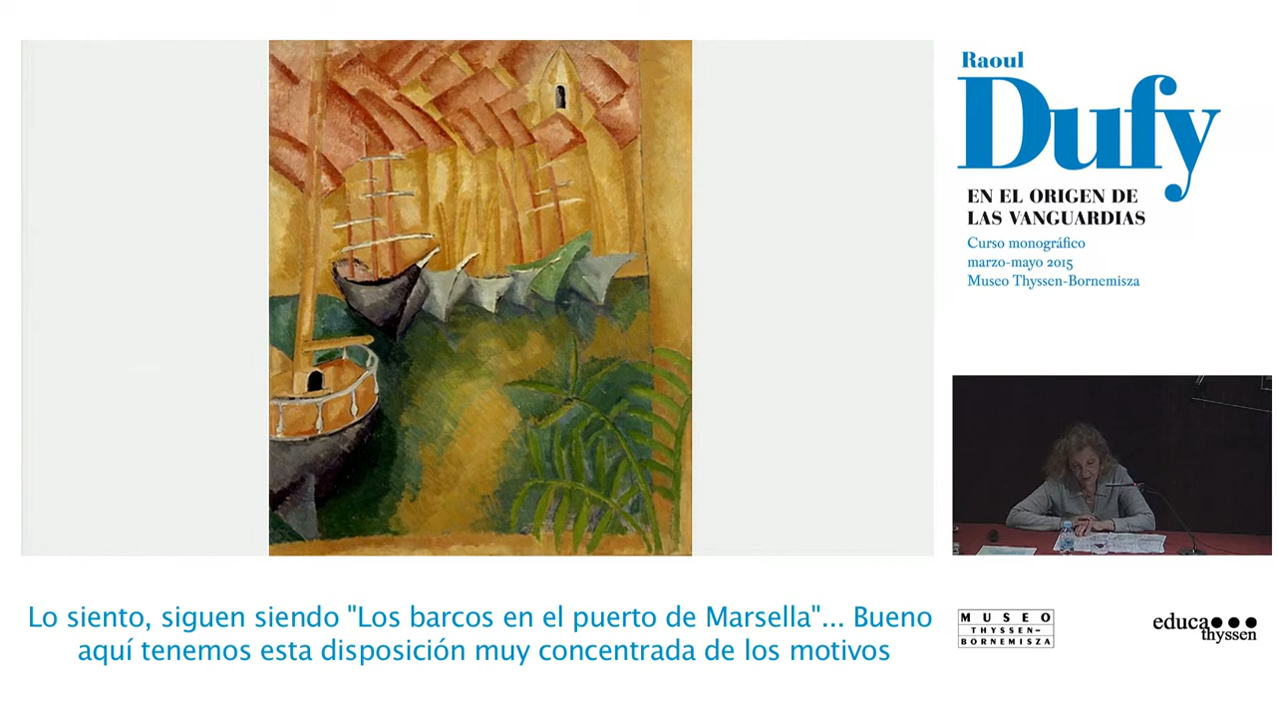 Raoul
Dufy
EN EL ORIGEN DE
LAS VANGUARDIAS
Curso monográfico
marzo-mayo 2015
Museo Thyssen-Bornemisza
Lo siento, siguen siendo "Los barcos en el puerto de Marsella"... Bueno
aquí tenemos esta disposición muy concentrada de los motivos
MUSEO
THYSSEN-
BORNEMISZA
educa
thyssen